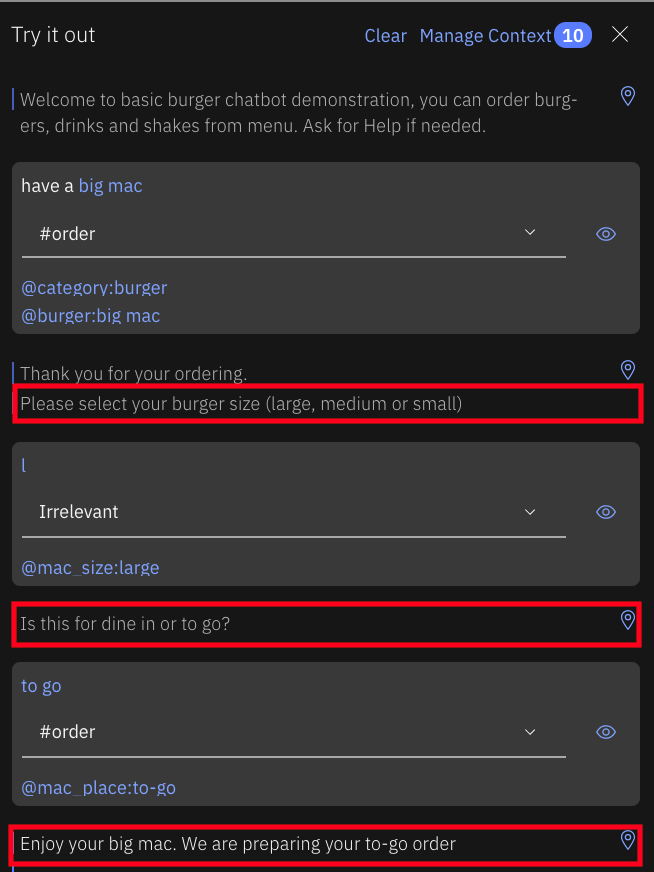 Try it out
Clear Manage Context 10
Welcome to basic burger chatbot demonstration, you can order burg-
ers, drinks and shakes from menu. Ask for Help if needed.
have a big mac
#order
@category:burger
@burger:big mac
Thank you for your ordering.
Please select your burger size (large, medium or small)
l
Irrelevant
@mac_size:large
Is this for dine in or to go?
to go
#order
@mac_place:to-go
Enjoy your big mac. We are preparing your to-go order